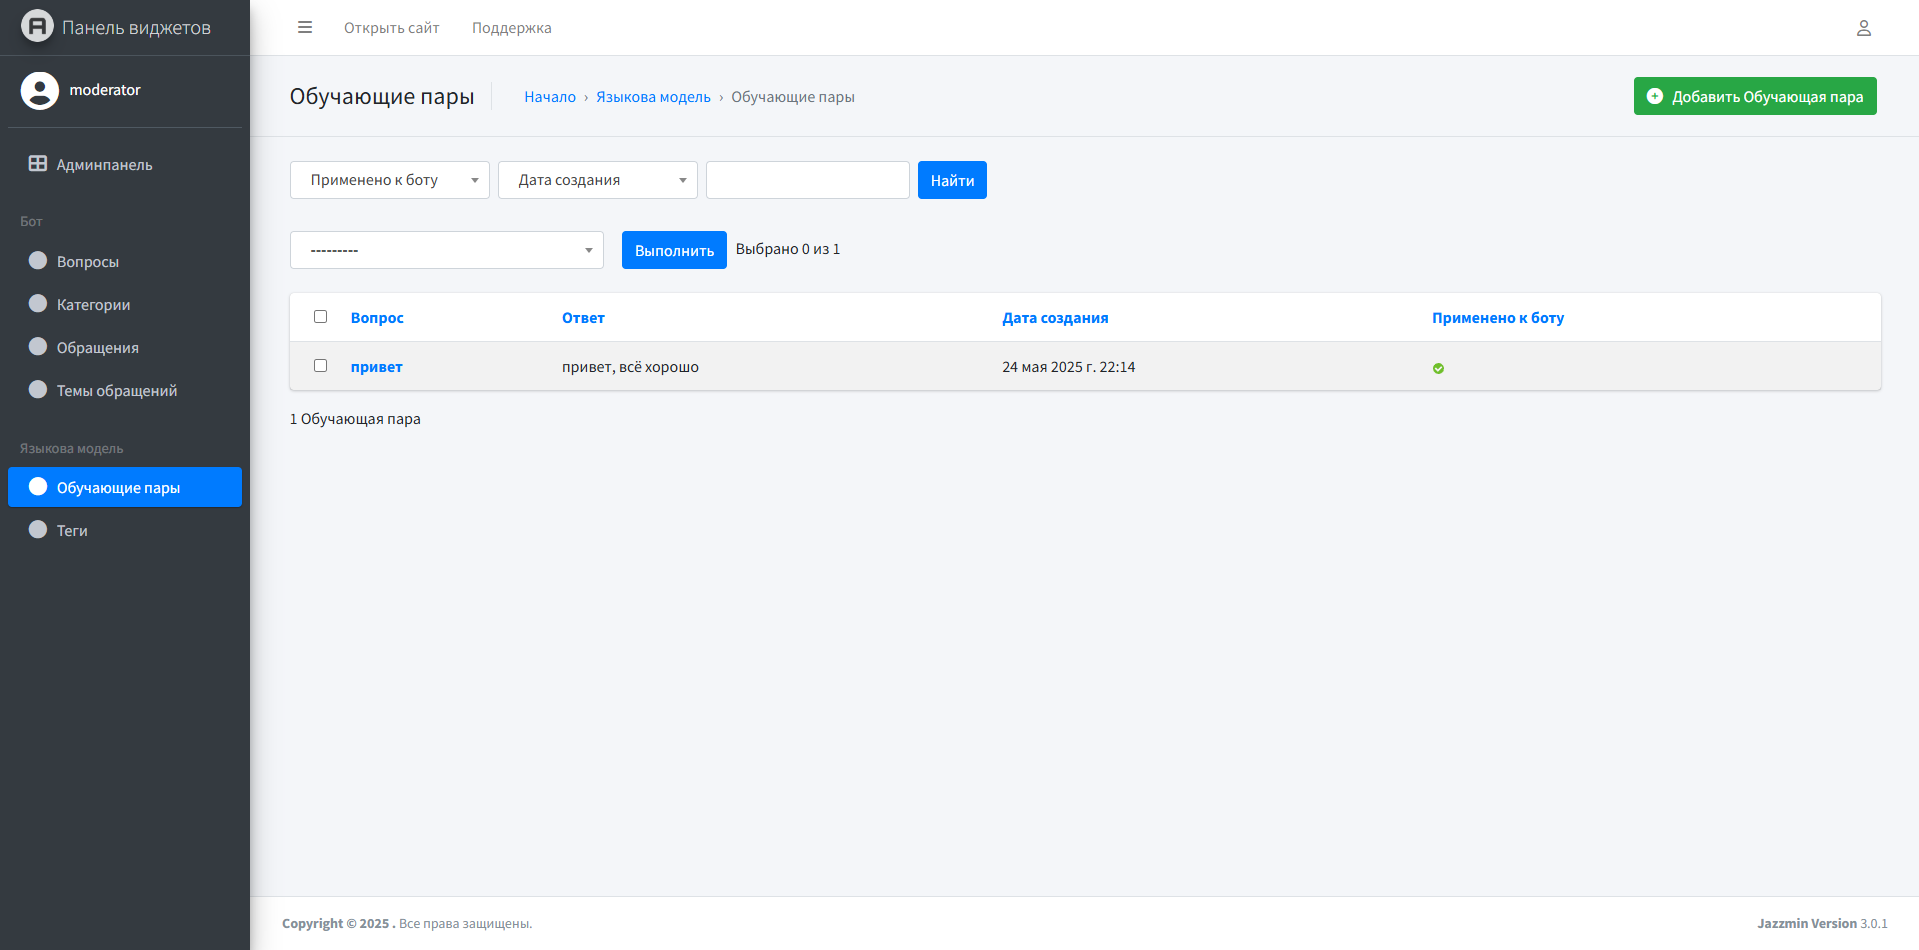 Панель виджетов
Открыть сайт Поддержка
moderator
Админпанель
Бот
Вопросы
Категории
Обращения
Темы обращений
Языкова модель
Обучающие пары
Теги
Обучающие пары
Начало › Языкова модель › Обучающие пары
Добавить Обучающая пара
Применено к боту Дата создания Найти
--------- Выполнить Выбрано 0 из 1
Вопрос Ответ Дата создания Применено к боту
привет привет, всё хорошо 24 мая 2025 г. 22:14
1 Обучающая пара
Copyright © 2025 . Все права защищены.
Jazzmin Version 3.0.1